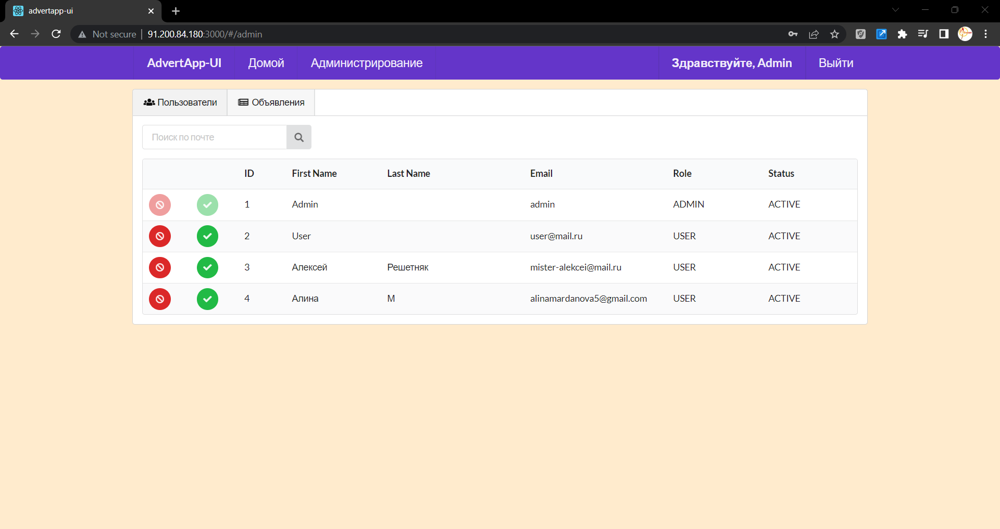 advertapp-ui
Not secure 91.200.84.180:3000/#/admin
AdvertApp-UI Домой Администрирование Здравствуйте, Admin Выйти
Пользователи Объявления
Поиск по почте
ID First Name Last Name Email Role Status
1 Admin admin ADMIN ACTIVE
2 User user@mail.ru USER ACTIVE
3 Алексей Решетняк mister-alekcei@mail.ru USER ACTIVE
4 Алина М alinamardanova5@gmail.com USER ACTIVE